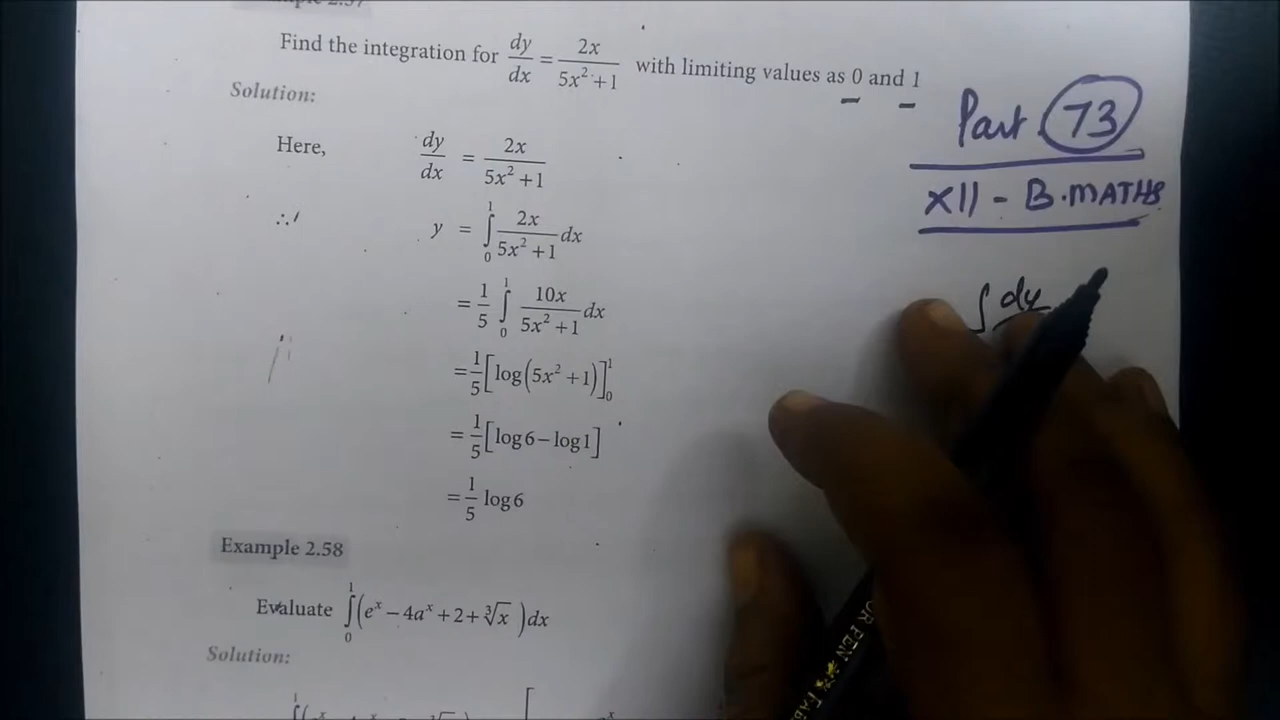 Find the integration for dy/dx = 2x/(5x² + 1) with limiting values as 0 and 1
Solution:
Here, dy/dx = 2x/(5x² + 1)
∴ y = ∫₀¹ 2x/(5x² + 1) dx
= 1/5 ∫₀¹ 10x/(5x² + 1) dx
= 1/5 [log(5x² + 1)]₀¹
= 1/5 [log 6 – log 1]
= 1/5 log 6
Example 2.58
Evaluate ∫₀¹ (eˣ – 4aˣ + 2 + ∛x) dx
Solution:
Part 73
XII - B.MATHS
∫ dy
OR PEN
FAB